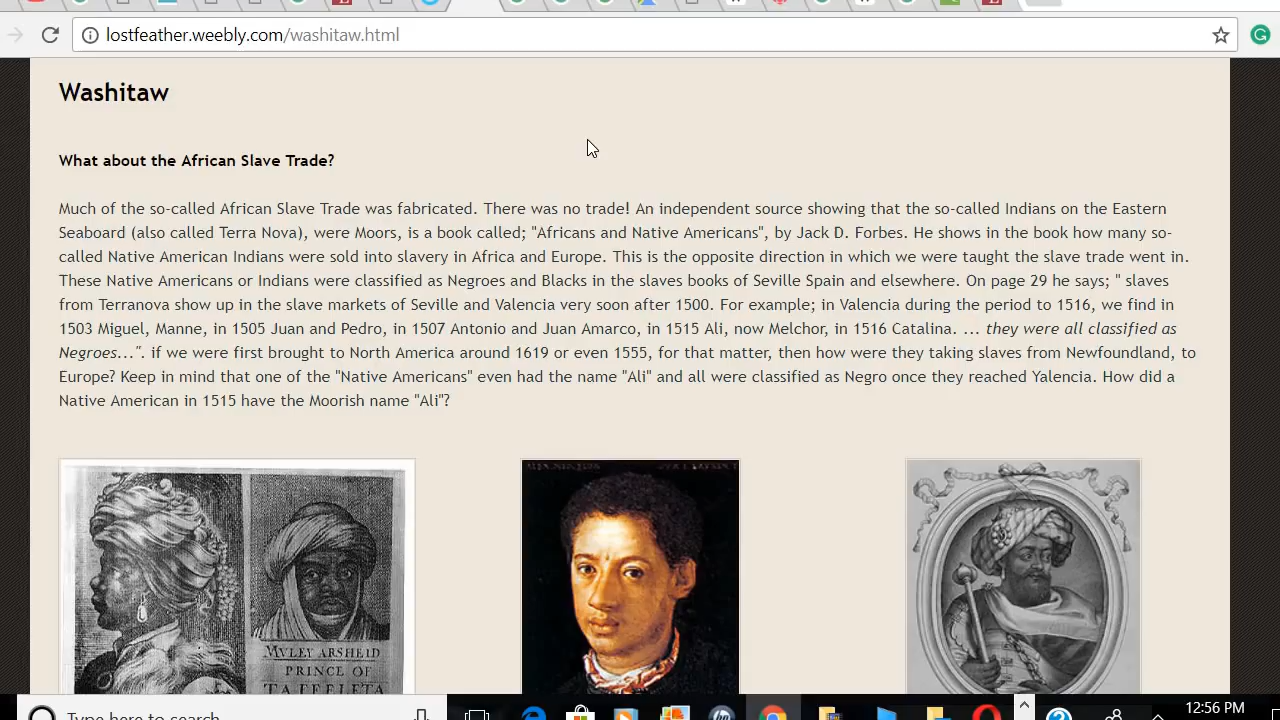 lostfeather.weebly.com/washitaw.html
Washitaw
What about the African Slave Trade?
Much of the so-called African Slave Trade was fabricated. There was no trade! An independent source showing that the so-called Indians on the Eastern
Seaboard (also called Terra Nova), were Moors, is a book called; "Africans and Native Americans", by Jack D. Forbes. He shows in the book how many so-
called Native American Indians were sold into slavery in Africa and Europe. This is the opposite direction in which we were taught the slave trade went in.
These Native Americans or Indians were classified as Negroes and Blacks in the slaves books of Seville Spain and elsewhere. On page 29 he says; " slaves
from Terranova show up in the slave markets of Seville and Valencia very soon after 1500. For example; in Valencia during the period to 1516, we find in
1503 Miguel, Manne, in 1505 Juan and Pedro, in 1507 Antonio and Juan Amarco, in 1515 Ali, now Melchor, in 1516 Catalina. ... they were all classified as
Negroes...". if we were first brought to North America around 1619 or even 1555, for that matter, then how were they taking slaves from Newfoundland, to
Europe? Keep in mind that one of the "Native Americans" even had the name "Ali" and all were classified as Negro once they reached Yalencia. How did a
Native American in 1515 have the Moorish name "Ali"?
MVLEY ARSHEID
PRINCE OF
TAFFELETA
Type here to search
12:56 PM